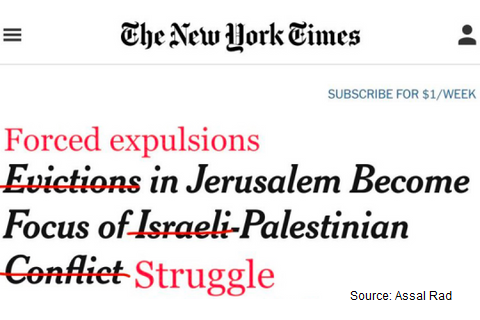 The New York Times
SUBSCRIBE FOR $1/WEEK
Forced expulsions
Evictions in Jerusalem Become
Focus of Israeli-Palestinian
Conflict Struggle
Source: Assal Rad